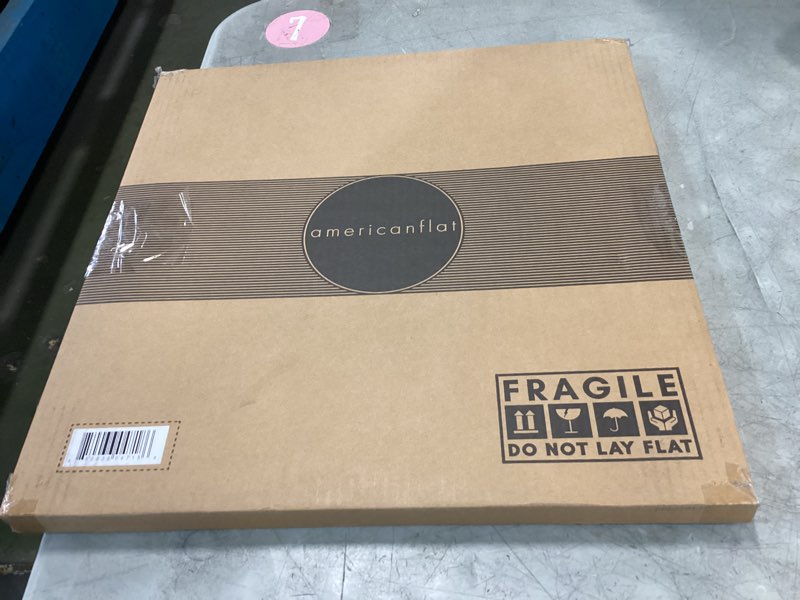 7
americanflat
FRAGILE
DO NOT LAY FLAT